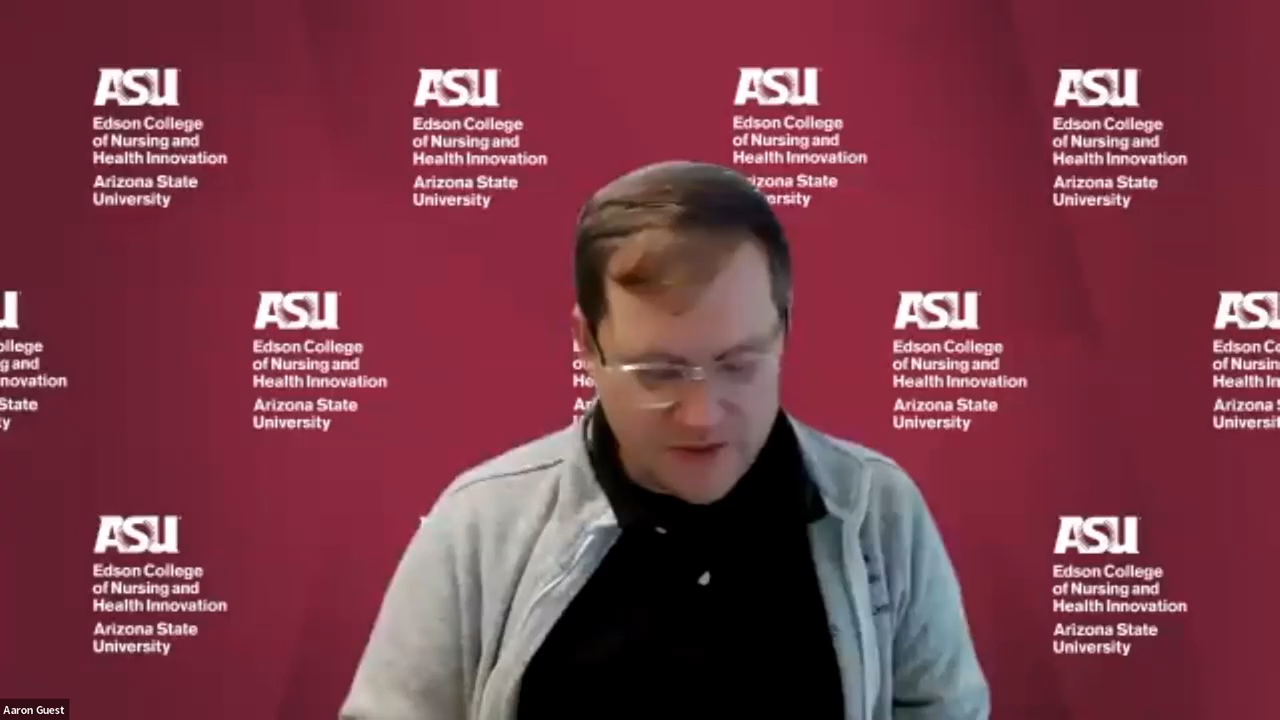 ASU
Edson College
of Nursing and
Health Innovation
Arizona State
University
ASU
Edson College
of Nursing and
Health Innovation
Arizona State
University
ASU
Edson College
of Nursing and
Health Innovation
State
ASU
Edson College
of Nursing and
Health Innovation
Arizona State
University
State
ASU
Edson College
of Nursing and
Health Innovation
Arizona State
University
ASU
Edson College
of Nursing and
Health Innovation
Arizona State
University
Arizona
ASU
Edson College
of Nursing and
Health Innovation
Arizona State
University
ASU
Edson College
of Nursing and
Health Innovation
Arizona State
University
Aaron Guest